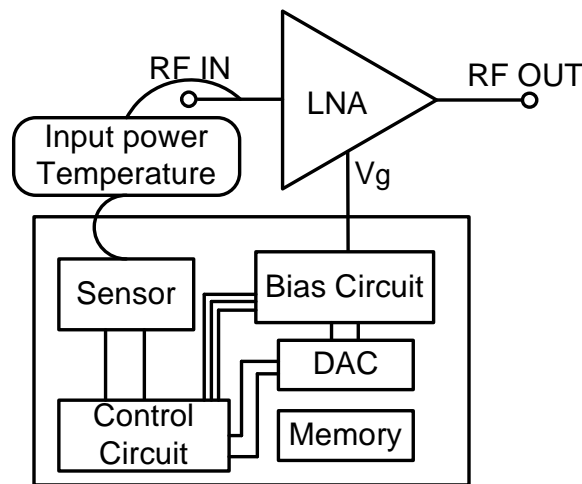 RF IN
RF OUT
LNA
Input power
Temperature
Vg
Sensor
Bias Circuit
DAC
Control
Circuit
Memory